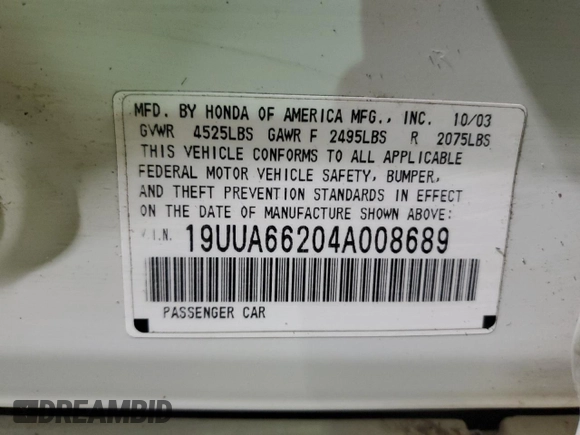 MFD. BY HONDA OF AMERICA MFG., INC. 10/03
GVWR 4525LBS GAWR F 2495LBS R 2075LBS
THIS VEHICLE CONFORMS TO ALL APPLICABLE
FEDERAL MOTOR VEHICLE SAFETY, BUMPER,
AND THEFT PREVENTION STANDARDS IN EFFECT
ON THE DATE OF MANUFACTURE SHOWN ABOVE:
V.I.N. 19UUA66204A008689
PASSENGER CAR
DREAMBID